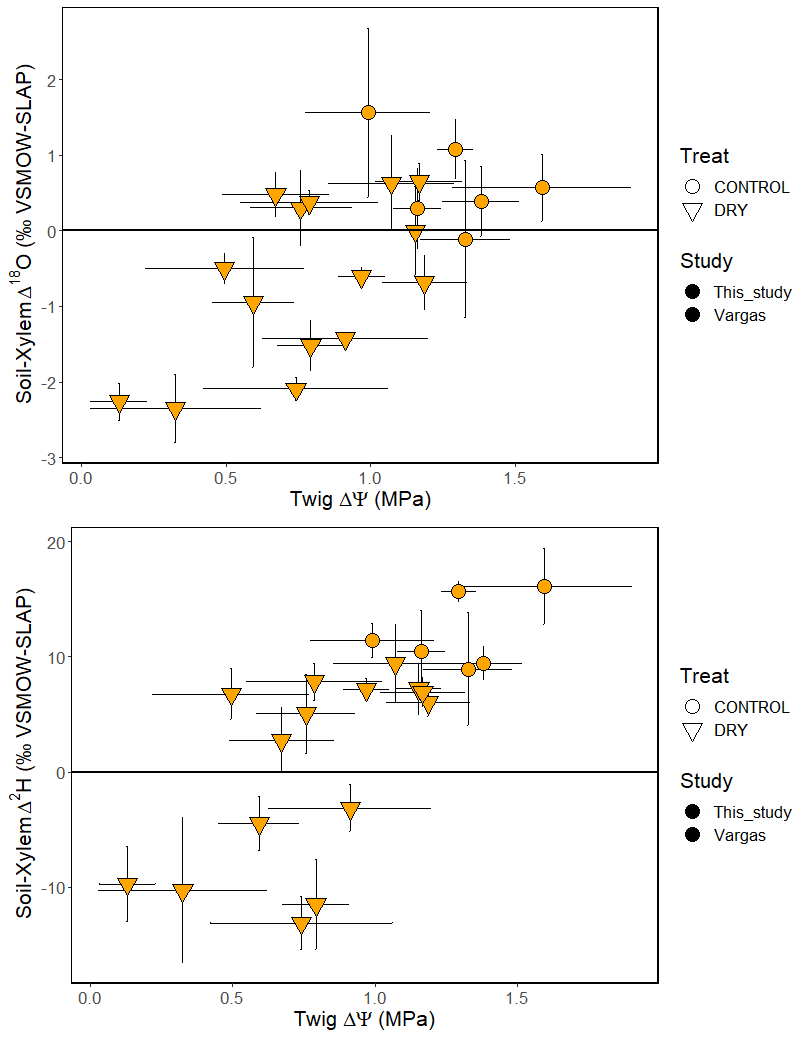 Soil-Xylem Δ¹⁸O (‰ VSMOW-SLAP)
2
1
0
-1
-2
-3
0.0
0.5
1.0
1.5
Twig ΔΨ (MPa)
Treat
CONTROL
DRY
Study
This_study
Vargas
Soil-Xylem Δ²H (‰ VSMOW-SLAP)
20
10
0
-10
0.0
0.5
1.0
1.5
Twig ΔΨ (MPa)
Treat
CONTROL
DRY
Study
This_study
Vargas